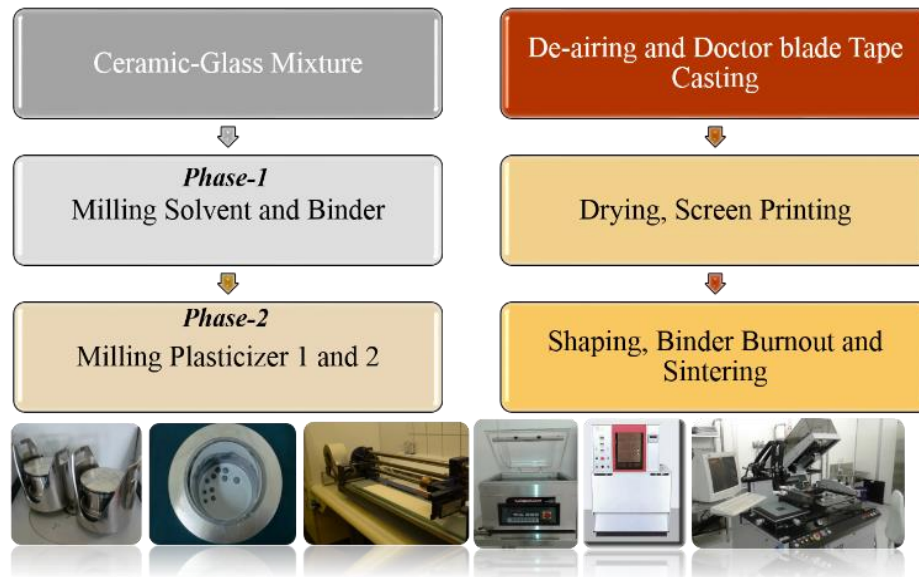 Ceramic-Glass Mixture
Phase-1
Milling Solvent and Binder
Phase-2
Milling Plasticizer 1 and 2
De-airing and Doctor blade Tape
Casting
Drying, Screen Printing
Shaping, Binder Burnout and
Sintering